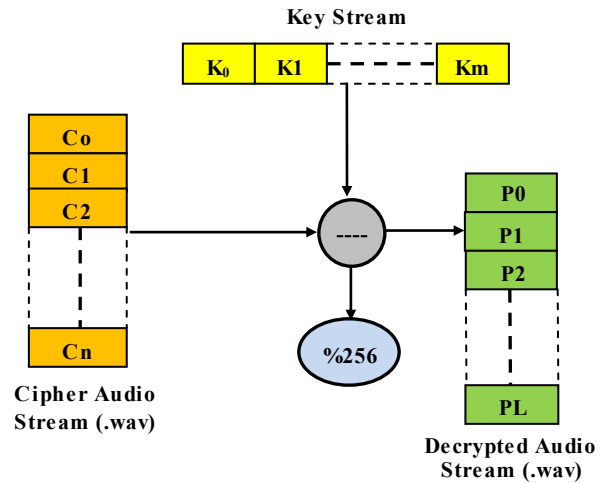 Key Stream
K0 K1 Km
Co
C1
C2
Cn
Cipher Audio
Stream (.wav)
----
%256
P0
P1
P2
PL
Decrypted Audio
Stream (.wav)